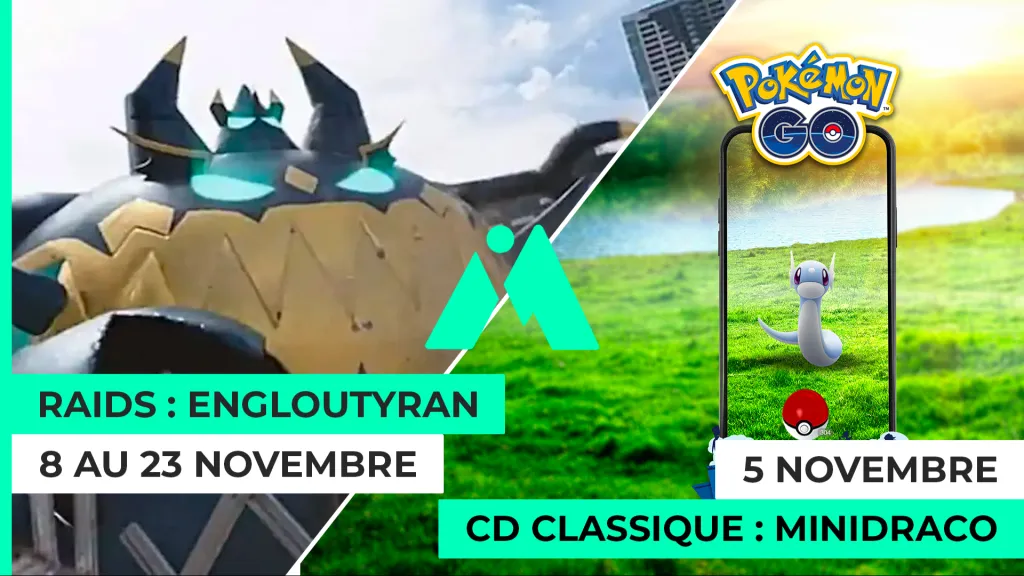 POKÉMON
GO
RAIDS : ENGLOUTYRAN
8 AU 23 NOVEMBRE
5 NOVEMBRE
CD CLASSIQUE : MINIDRACO